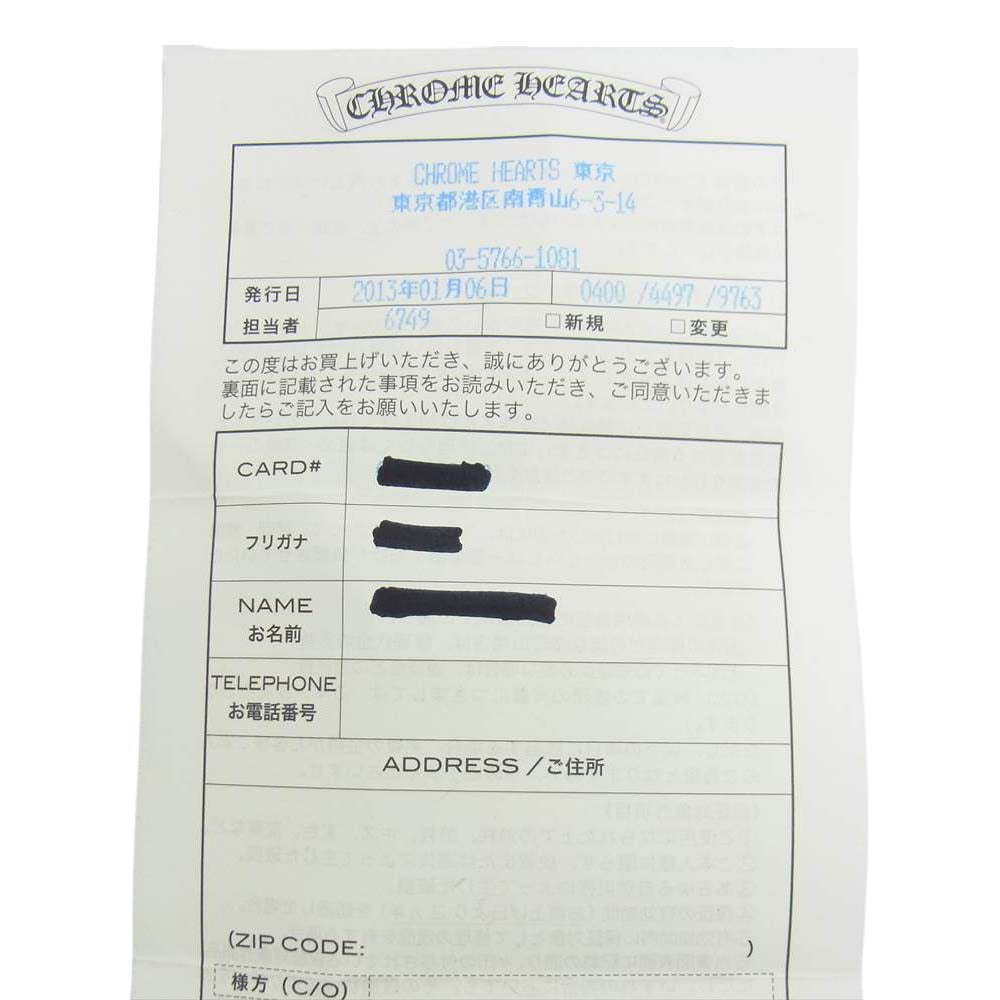 CHROME HEARTS
CHROME HEARTS 東京
東京都港区南青山6-3-14
03-5766-1081
発行日 2013年01月06日 0400 /4497 /9763
担当者 6749 □新規 □変更
この度はお買上げいただき、誠にありがとうございます。
裏面に記載された事項をお読みいただき、ご同意いただきま
したらご記入をお願いいたします。
CARD#
フリガナ
NAME
お名前
TELEPHONE
お電話番号
ADDRESS /ご住所
(ZIP CODE: )
様方 (C/O)